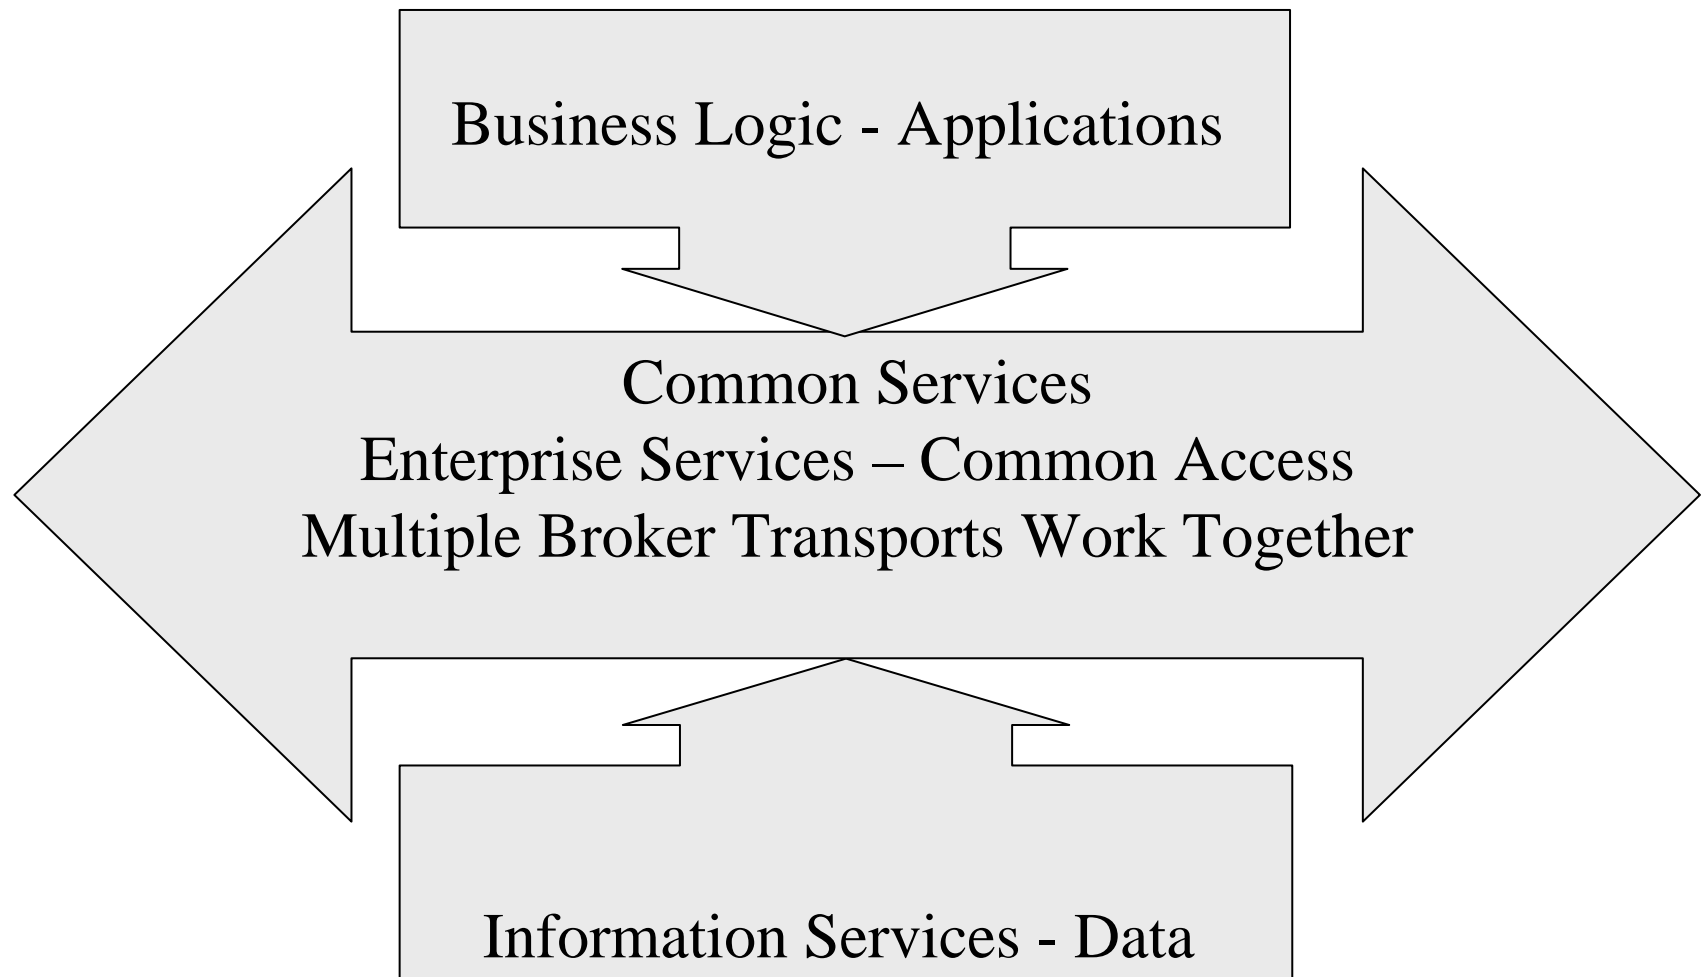 Business Logic - Applications
Common Services
Enterprise Services – Common Access
Multiple Broker Transports Work Together
Information Services - Data